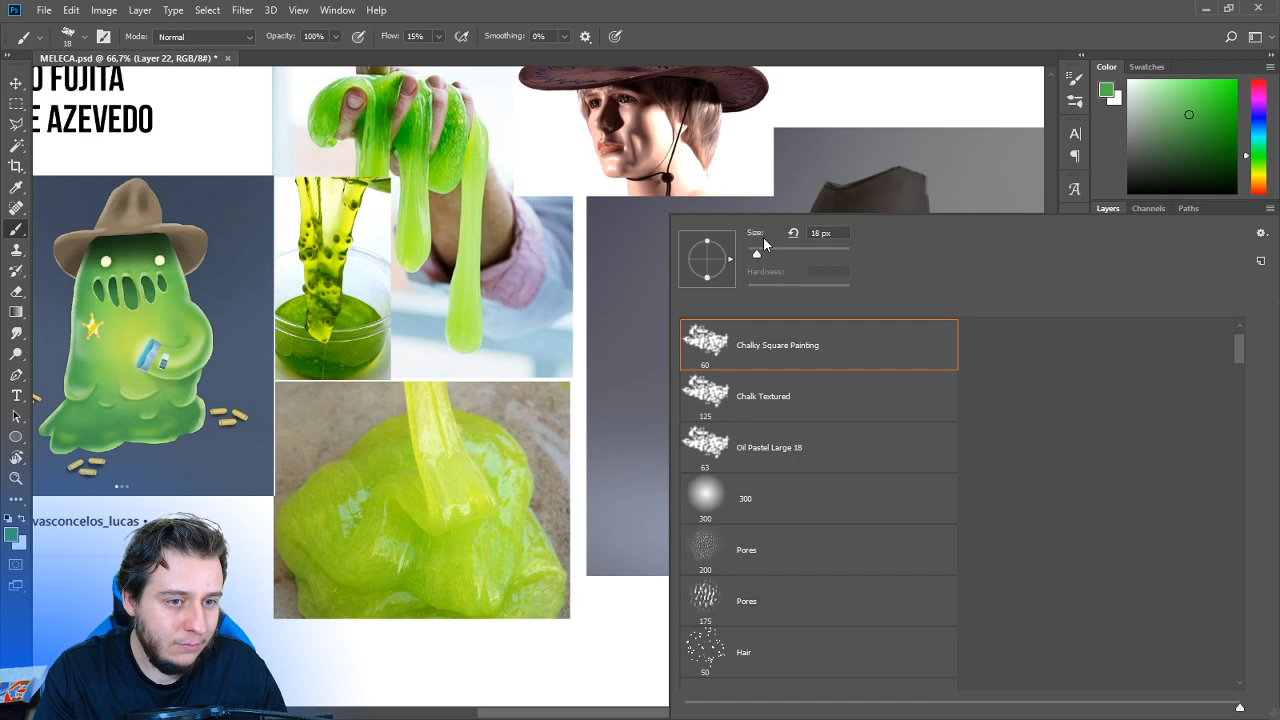 Ps File Edit Image Layer Type Select Filter 3D View Window Help
18 Mode: Normal Opacity: 100% Flow: 15% Smoothing: 0%
MELECA.psd @ 66,7% (Layer 22, RGB/8#) *
Color Swatches
O FUJITA
E AZEVEDO
Layers Channels Paths
Size: 18 px
Hardness:
Chalky Square Painting
60
Chalk Textured
125
Oil Pastel Large 18
63
300
300
Pores
200
Pores
175
Hair
50
vasconcelos_lucas •